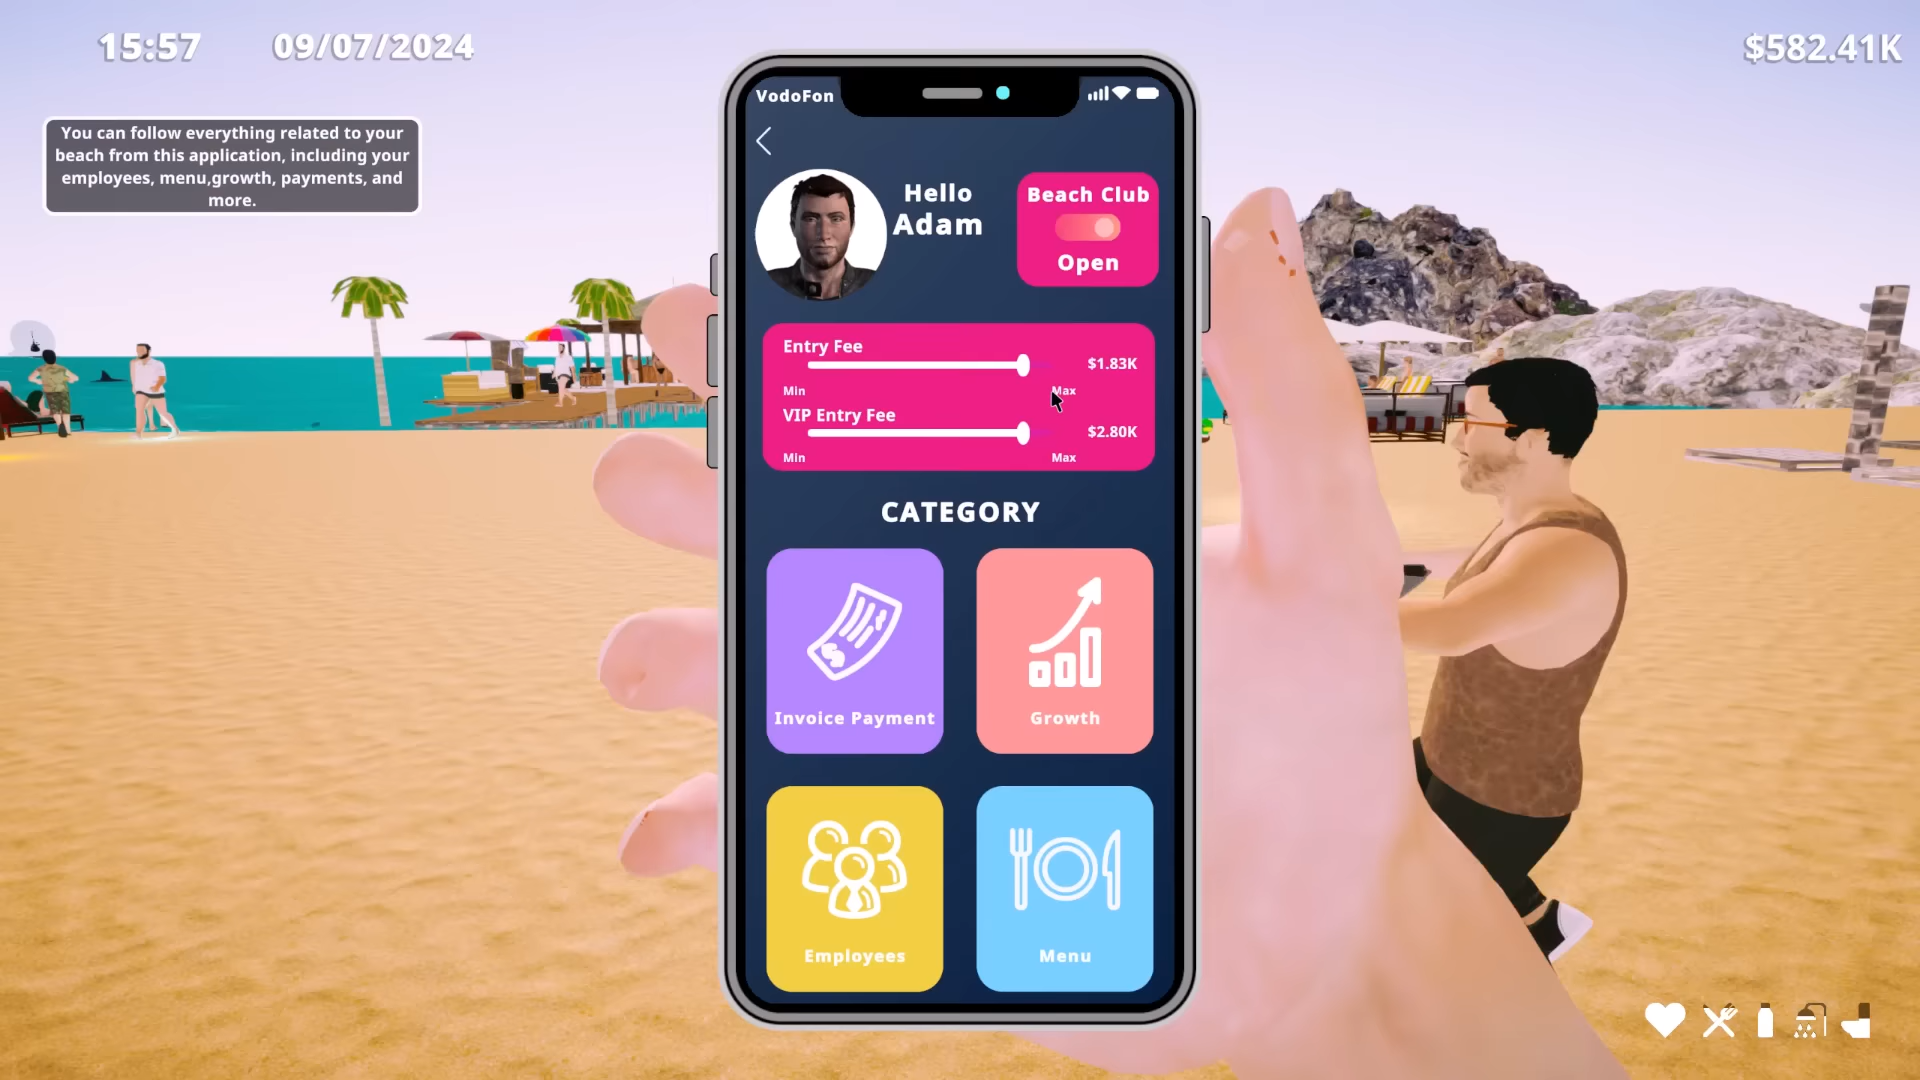 15:57
09/07/2024
$582.41K
You can follow everything related to your
beach from this application, including your
employees, menu,growth, payments, and
more.
VodoFon
Hello
Adam
Beach Club
Open
Entry Fee
$1.83K
Min
Max
VIP Entry Fee
$2.80K
Min
Max
CATEGORY
Invoice Payment
Growth
Employees
Menu